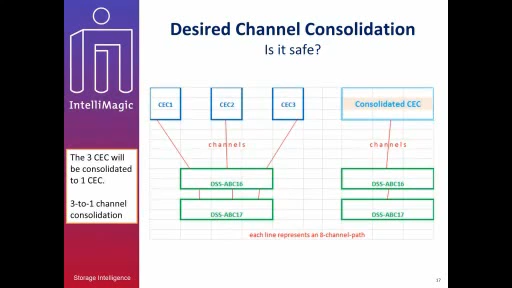 Desired Channel Consolidation
Is it safe?
IntelliMagic
CEC1
CEC2
CEC3
Consolidated CEC
channels
channels
The 3 CEC will
be consolidated
to 1 CEC.
3-to-1 channel
consolidation
DSS-ABC16
DSS-ABC16
DSS-ABC17
DSS-ABC17
each line represents an 8-channel-path
Storage Intelligence
17